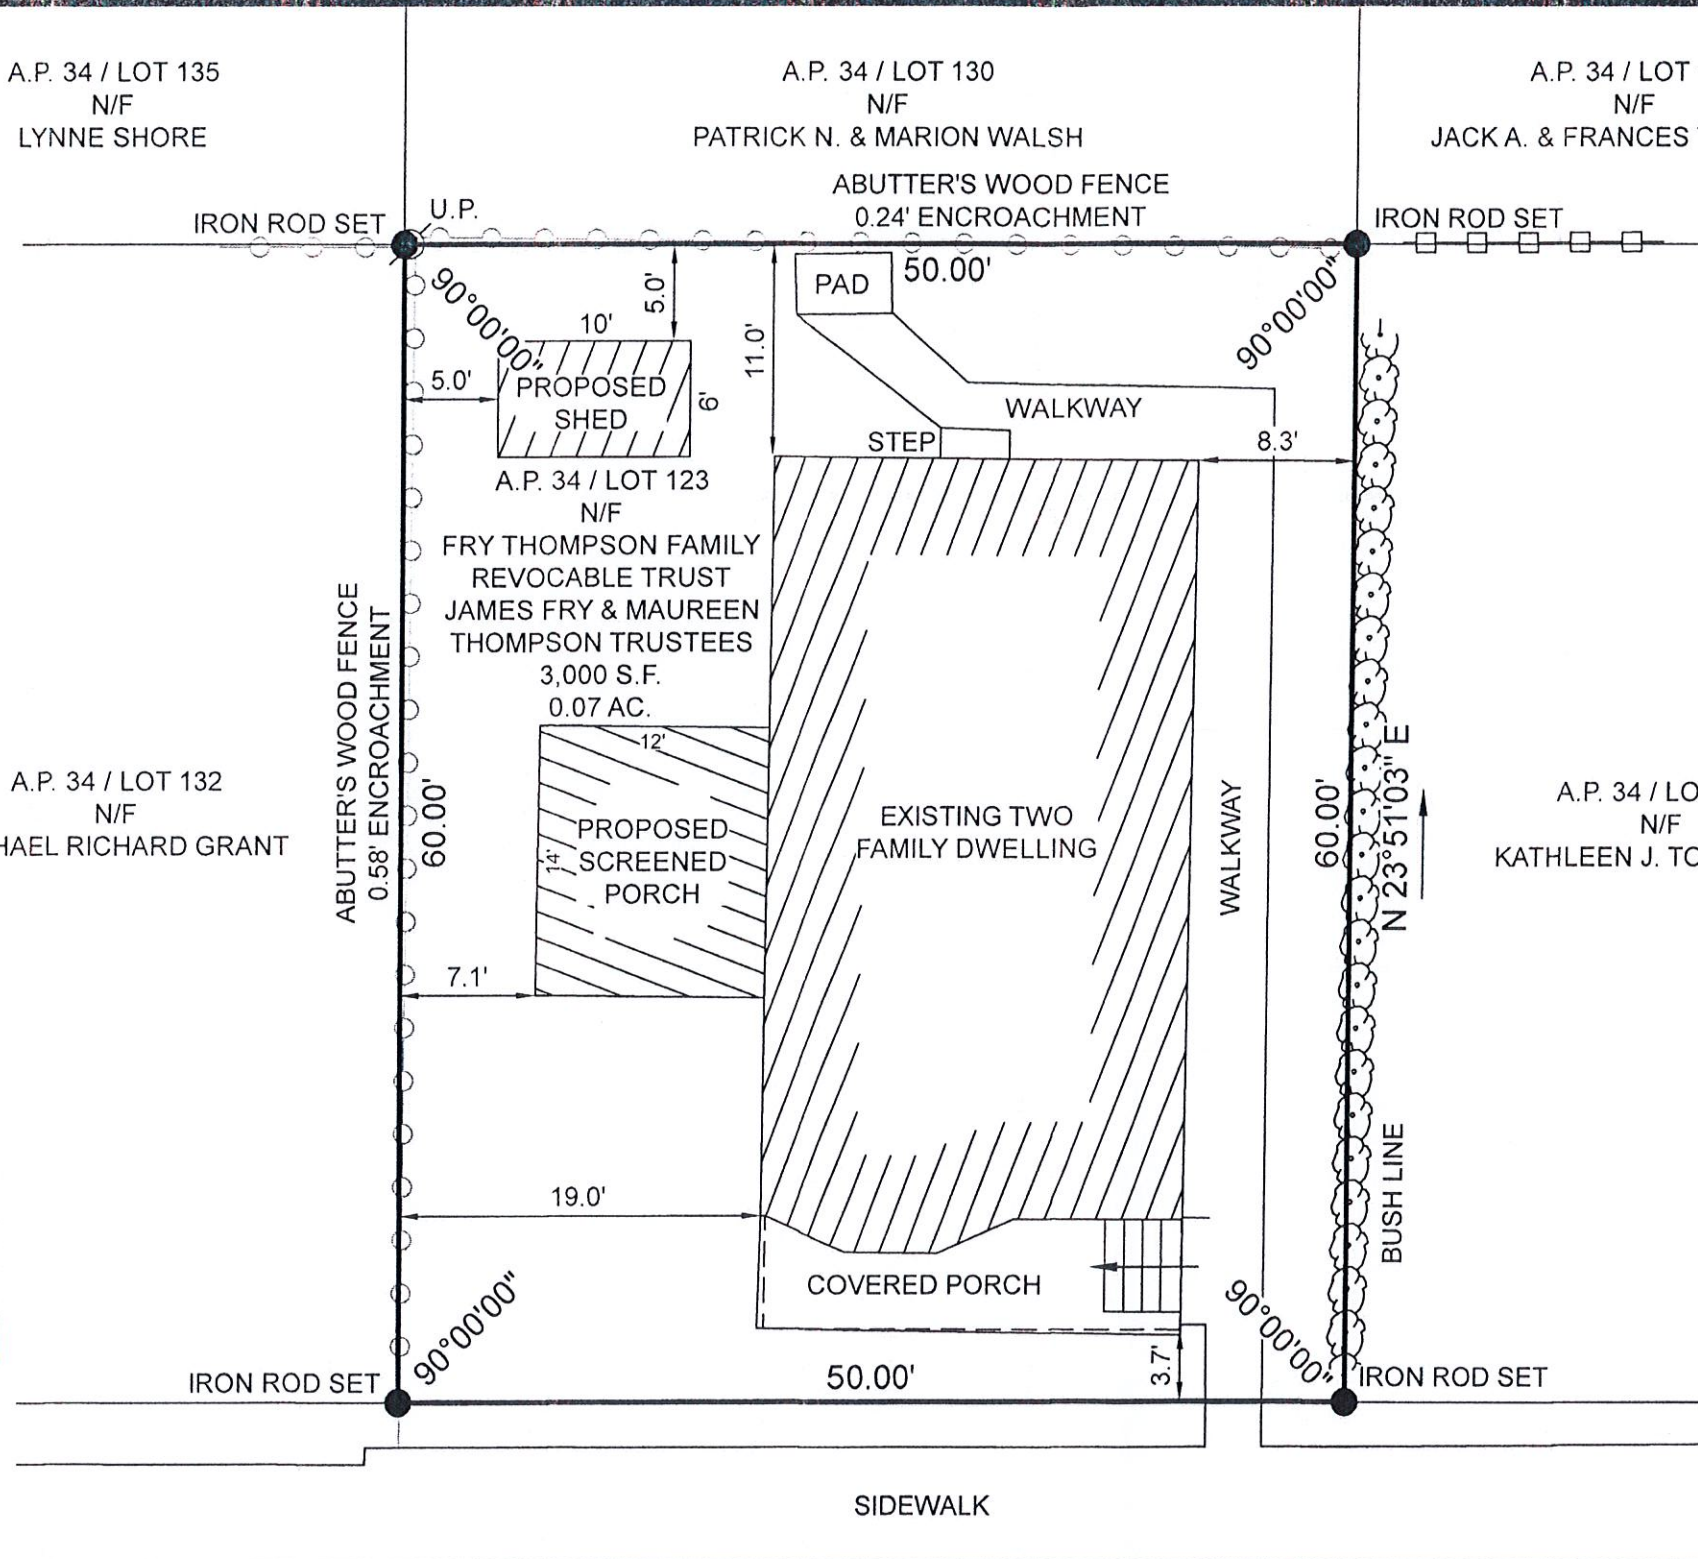 A.P. 34 / LOT 135
N/F
LYNNE SHORE
A.P. 34 / LOT 130
N/F
PATRICK N. & MARION WALSH
A.P. 34 / LOT
N/F
JACK A. & FRANCES
ABUTTER'S WOOD FENCE
0.24' ENCROACHMENT
IRON ROD SET
U.P.
IRON ROD SET
50.00'
PAD
90°00'00"
90°00'00"
5.0'
10'
11.0'
5.0'
PROPOSED
SHED
6'
WALKWAY
STEP
8.3'
A.P. 34 / LOT 123
N/F
FRY THOMPSON FAMILY
REVOCABLE TRUST
JAMES FRY & MAUREEN
THOMPSON TRUSTEES
3,000 S.F.
0.07 AC.
ABUTTER'S WOOD FENCE
0.58' ENCROACHMENT
A.P. 34 / LOT 132
N/F
HAEL RICHARD GRANT
60.00'
12'
14'
PROPOSED
SCREENED
PORCH
EXISTING TWO
FAMILY DWELLING
WALKWAY
60.00'
N 23°51'03" E
A.P. 34 / LO
N/F
KATHLEEN J. TO
7.1'
19.0'
BUSH LINE
COVERED PORCH
90°00'00"
90°00'00"
3.7'
50.00'
IRON ROD SET
IRON ROD SET
SIDEWALK